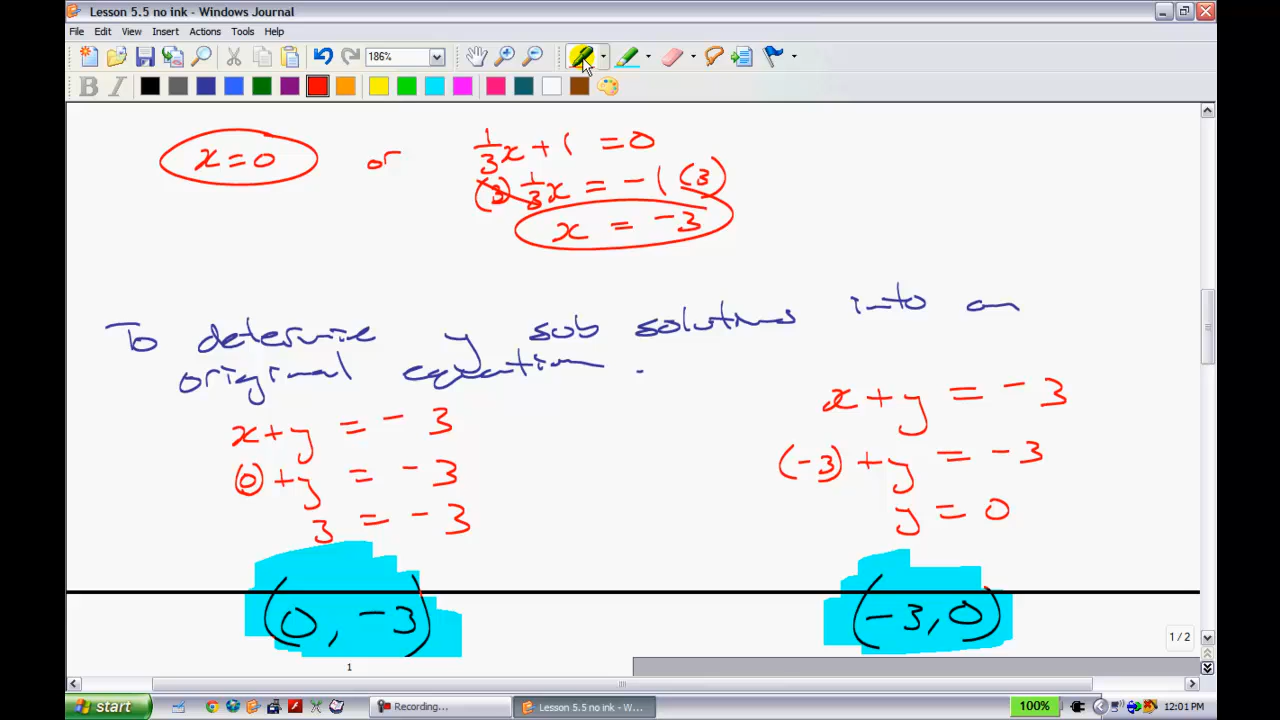 Lesson 5.5 no ink - Windows Journal
File Edit View Insert Actions Tools Help
186%
B I
x = 0 or 1/3 x + 1 = 0
(3) 1/3 x = -1 (3)
x = -3
To determine y sub solutions into an
original equation.
x + y = -3
x + y = -3
(0) + y = -3
(-3) + y = -3
3 = -3
y = 0
(0, -3)
(-3, 0)
1 / 2
1
start Recording... Lesson 5.5 no ink - W... 100% 12:01 PM